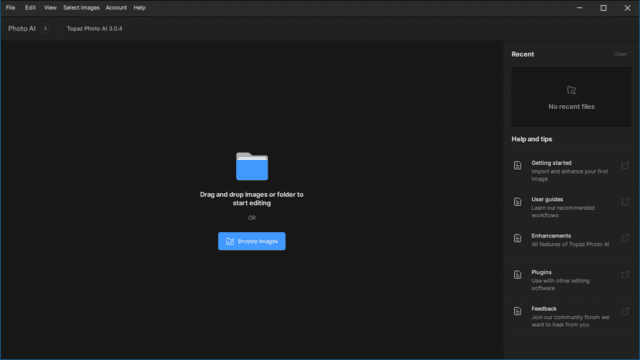 File Edit View Select images Account Help
Photo AI 3 Topaz Photo AI 3.0.4
Recent Clear
No recent files
Help and tips
Getting started
Import and enhance your first
image
User guides
Learn our recommended
workflows
Enhancements
All features of Topaz Photo AI
Plugins
Use with other editing
software
Feedback
Join our community forum we
want to hear from you.
Drag and drop images or folder to
start editing
OR
Browse images